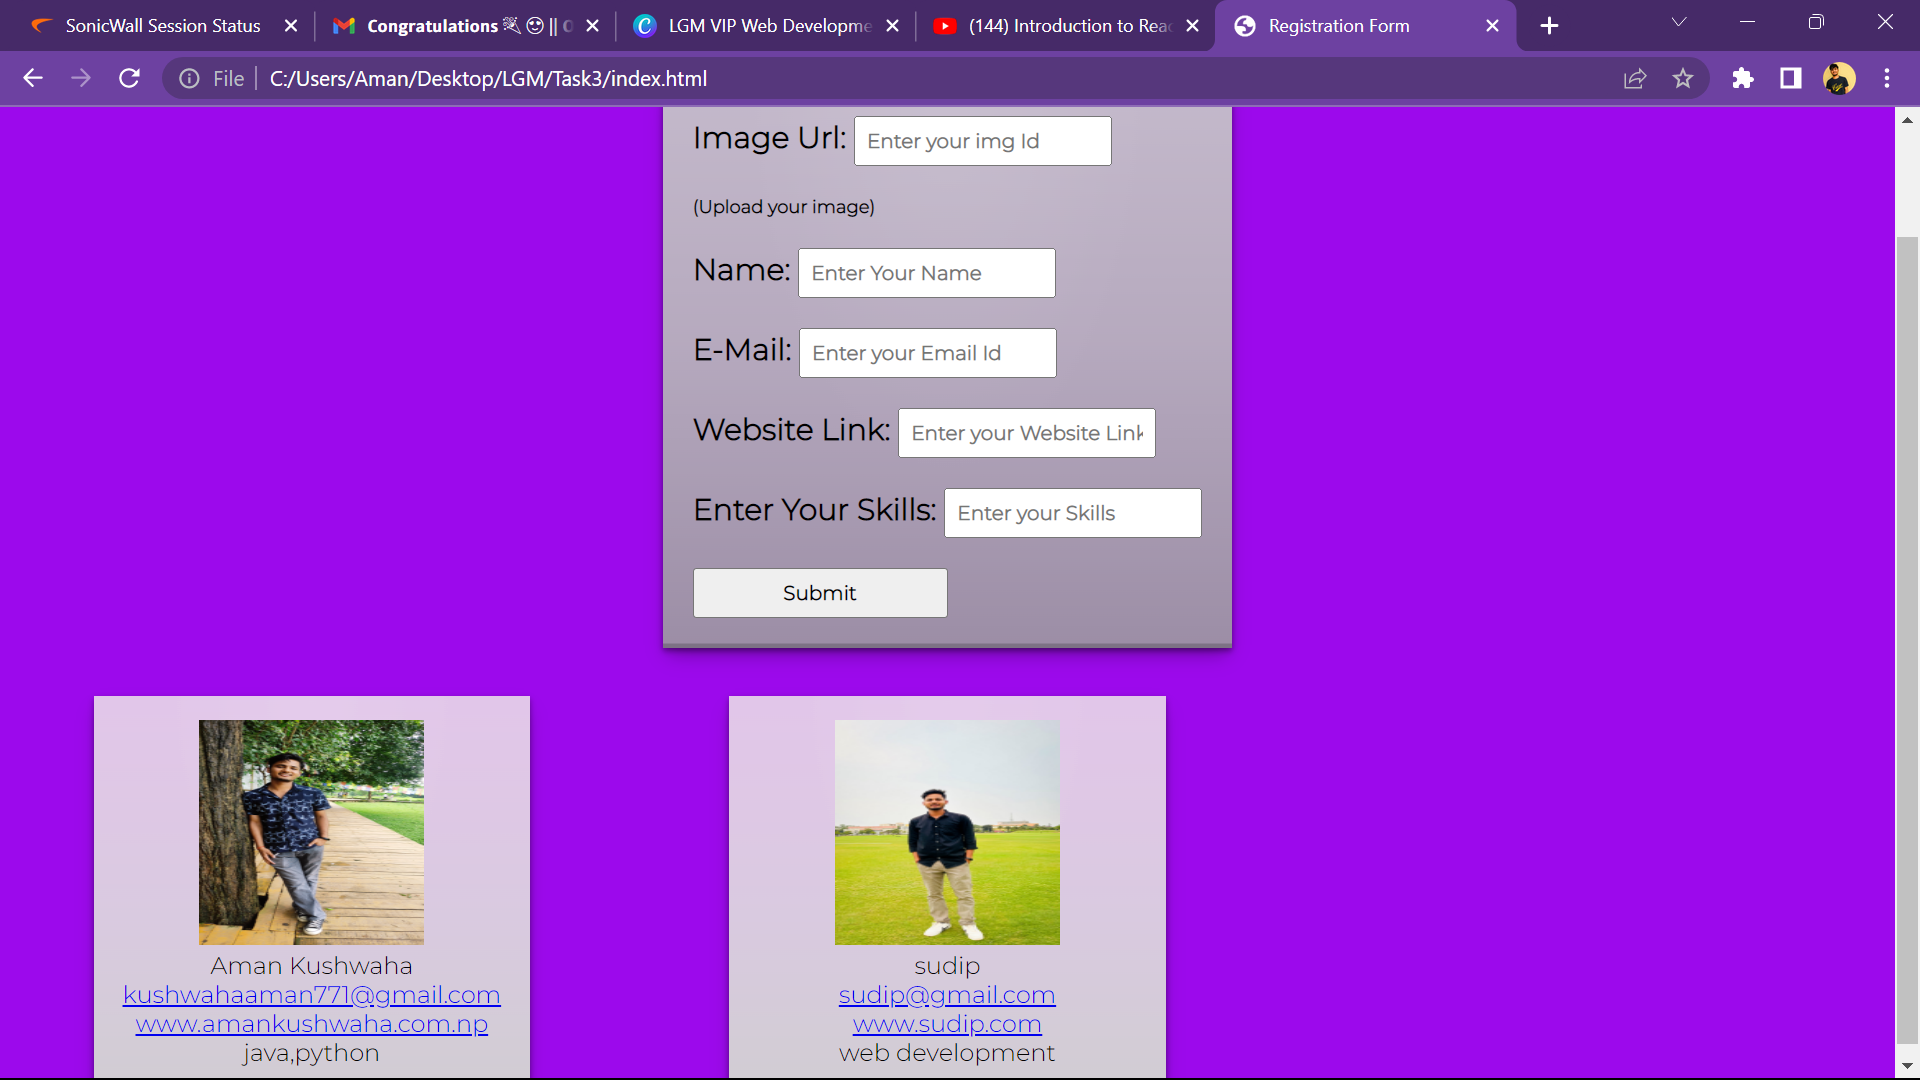 SonicWall Session Status
Congratulations
LGM VIP Web Developme
(144) Introduction to Reac
Registration Form
File
C:/Users/Aman/Desktop/LGM/Task3/index.html
Image Url: Enter your img Id
(Upload your image)
Name: Enter Your Name
E-Mail: Enter your Email Id
Website Link: Enter your Website Link
Enter Your Skills: Enter your Skills
Submit
Aman Kushwaha
kushwahaaman771@gmail.com
www.amankushwaha.com.np
java,python
sudip
sudip@gmail.com
www.sudip.com
web development